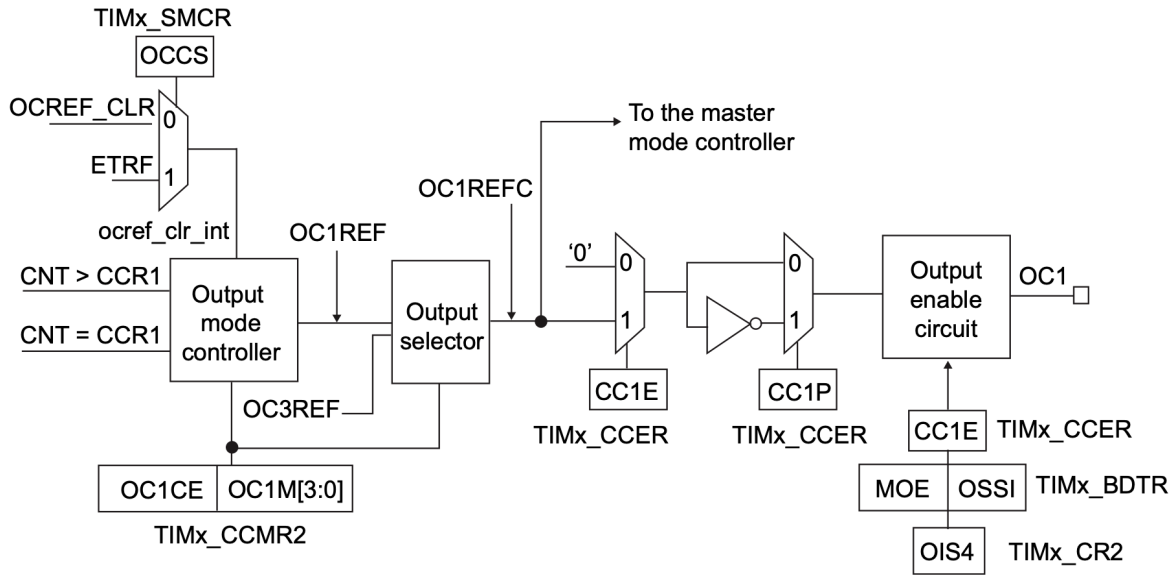 TIMx_SMCR
OCCS
OCREF_CLR
0
ETRF
1
ocref_clr_int
To the master
mode controller
OC1REFC
OC1REF
CNT > CCR1
CNT = CCR1
Output
mode
controller
Output
selector
OC3REF
'0'
0
1
0
1
Output
enable
circuit
OC1
CC1E
TIMx_CCER
CC1P
TIMx_CCER
CC1E
TIMx_CCER
OC1CE
OC1M[3:0]
TIMx_CCMR2
MOE
OSSI
TIMx_BDTR
OIS4
TIMx_CR2